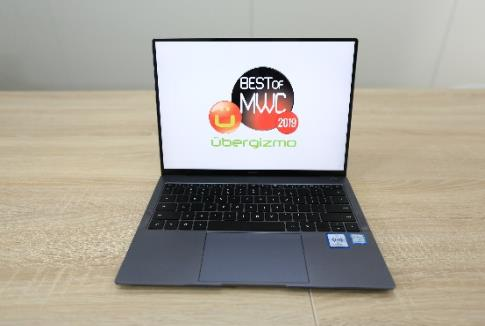 BEST OF
MWC
2019
übergizmo